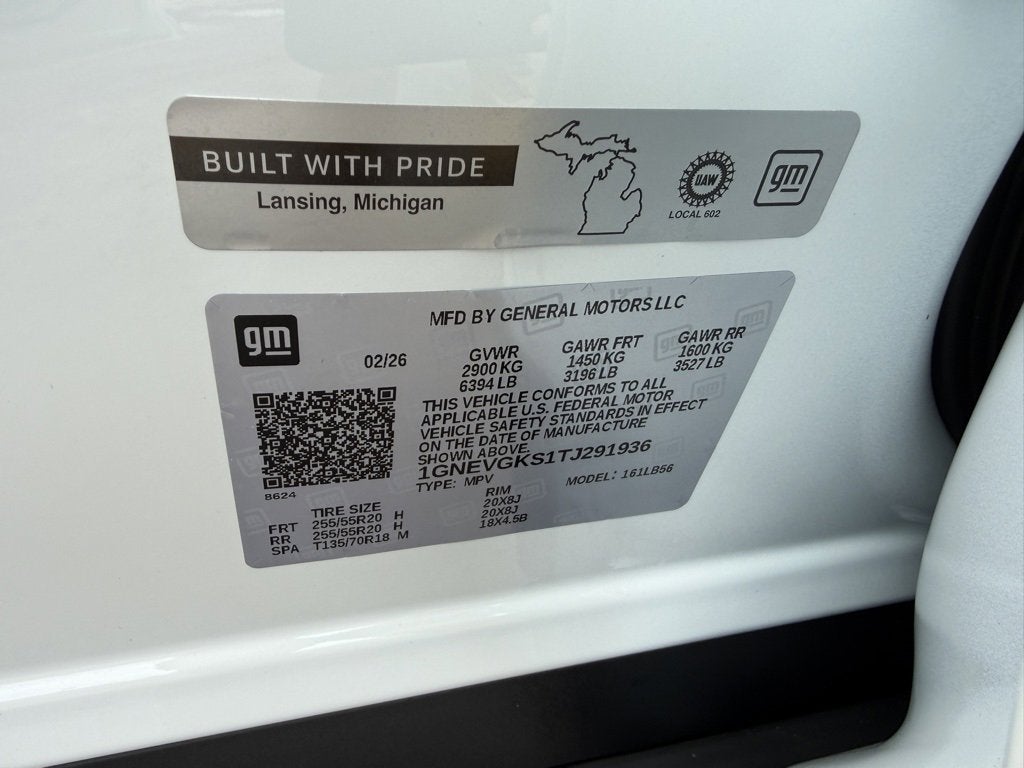 BUILT WITH PRIDE
Lansing, Michigan
UAW
LOCAL 602
gm
gm
MFD BY GENERAL MOTORS LLC
02/26
GVWR
2900 KG
6394 LB
GAWR FRT
1450 KG
3196 LB
GAWR RR
1600 KG
3527 LB
THIS VEHICLE CONFORMS TO ALL
APPLICABLE U.S. FEDERAL MOTOR
VEHICLE SAFETY STANDARDS IN EFFECT
ON THE DATE OF MANUFACTURE
SHOWN ABOVE.
1GNEVGKS1TJ291936
TYPE: MPV MODEL: 161LB56
8624
TIRE SIZE RIM
FRT 255/55R20 H 20X8J
RR 255/55R20 H 20X8J
SPA T135/70R18 M 18X4.5B